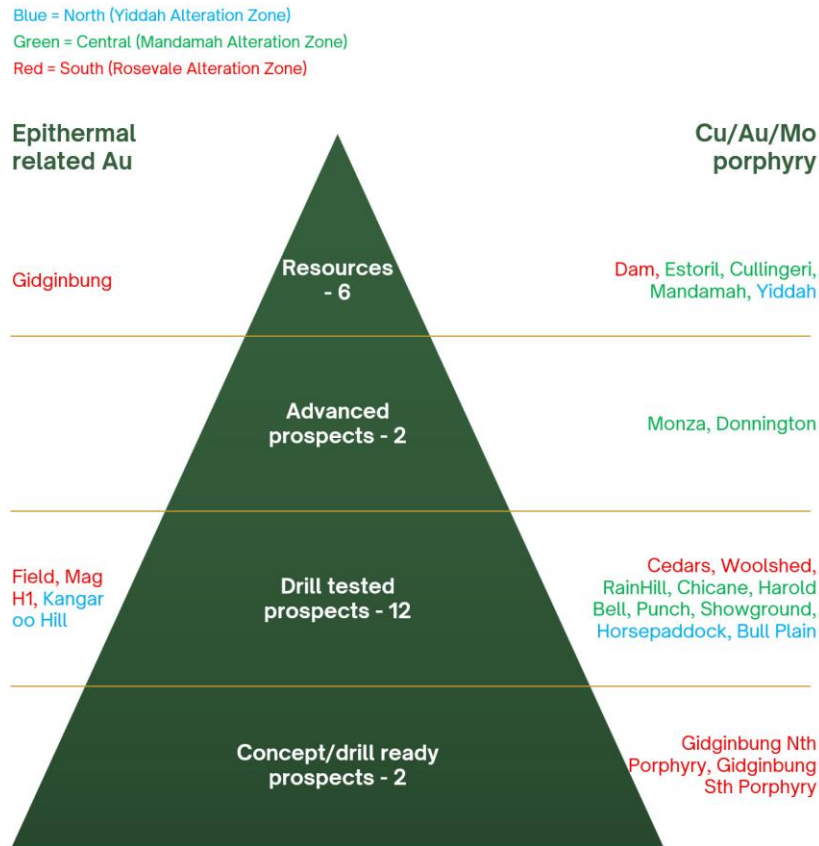 Blue = North (Yiddah Alteration Zone)
Green = Central (Mandamah Alteration Zone)
Red = South (Rosevale Alteration Zone)
Epithermal
related Au
Cu/Au/Mo
porphyry
Gidginbung
Resources
- 6
Dam, Estoril, Cullingeri,
Mandamah, Yiddah
Advanced
prospects - 2
Monza, Donnington
Field, Mag
H1, Kangar
oo Hill
Drill tested
prospects - 12
Cedars, Woolshed,
RainHill, Chicane, Harold
Bell, Punch, Showground,
Horsepaddock, Bull Plain
Concept/drill ready
prospects - 2
Gidginbung Nth
Porphyry, Gidginbung
Sth Porphyry